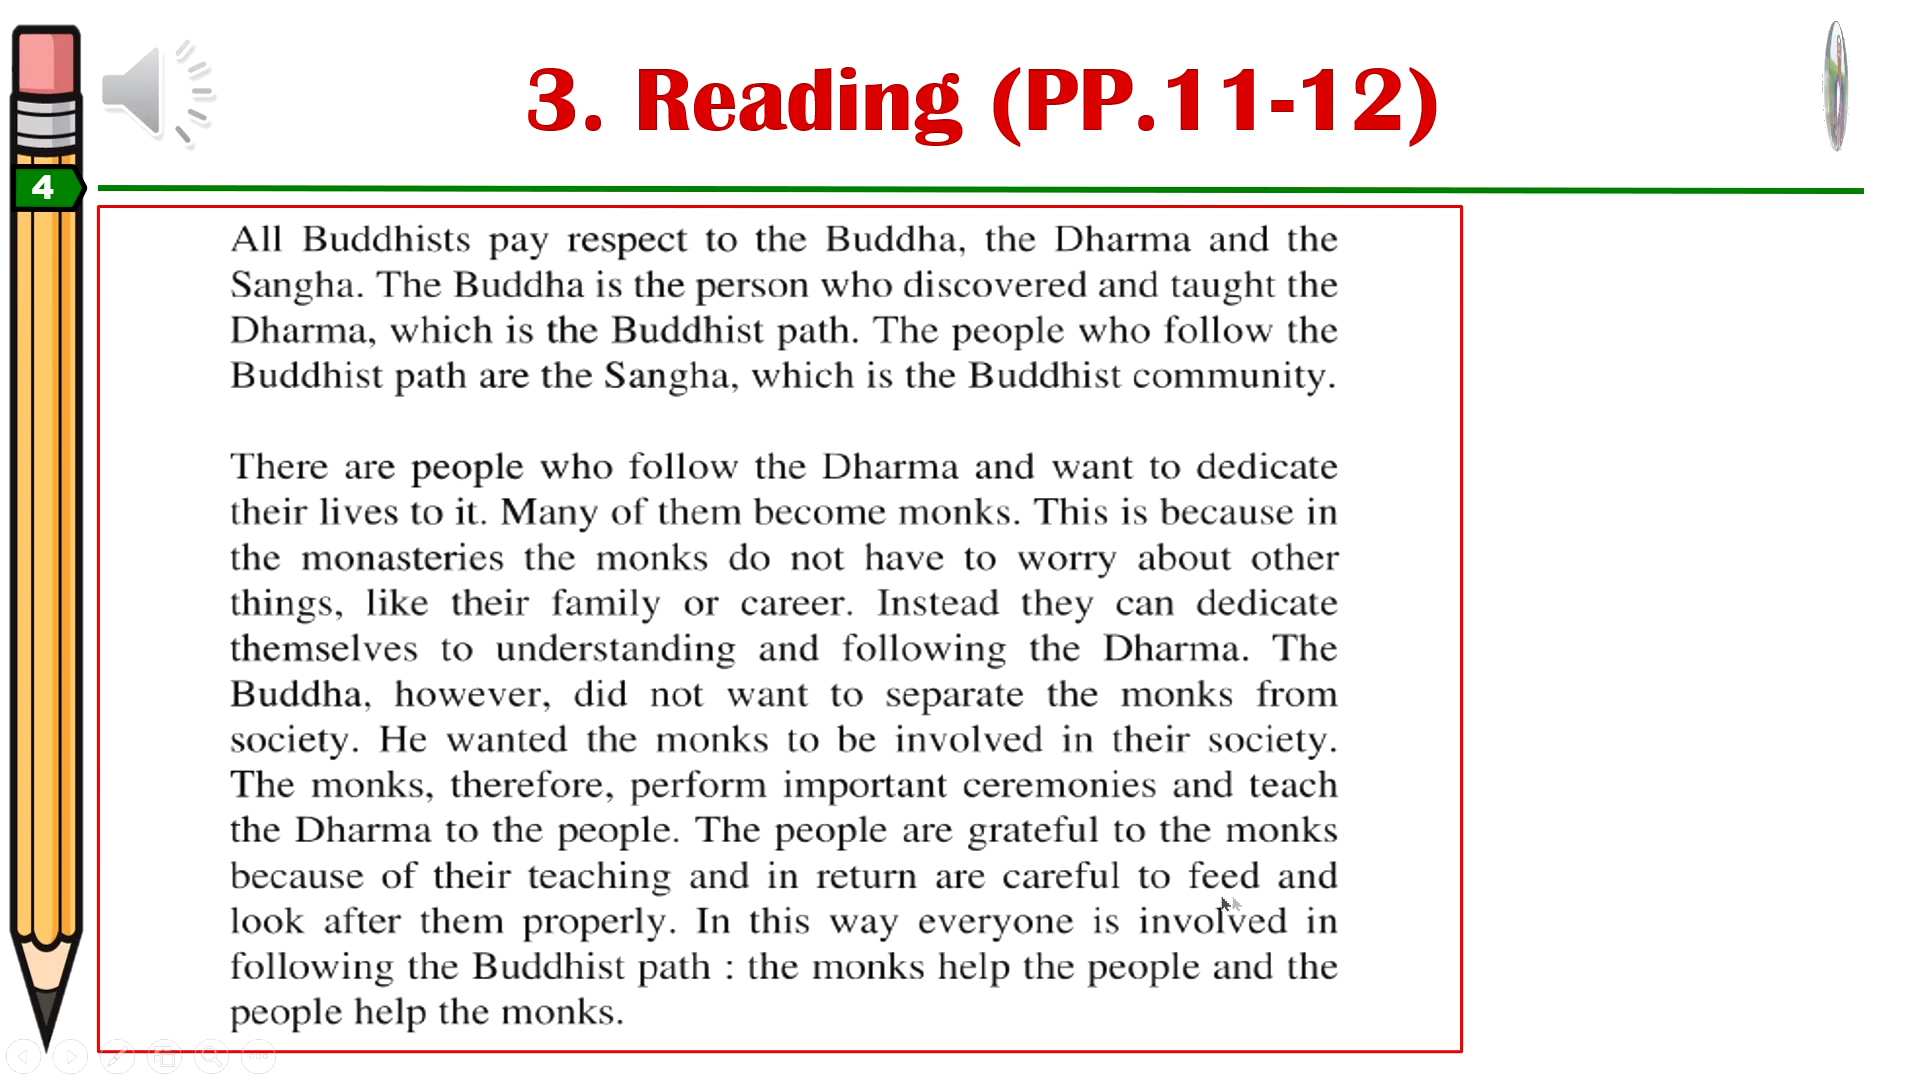 3. Reading (PP.11-12)
4
All Buddhists pay respect to the Buddha, the Dharma and the
Sangha. The Buddha is the person who discovered and taught the
Dharma, which is the Buddhist path. The people who follow the
Buddhist path are the Sangha, which is the Buddhist community.
There are people who follow the Dharma and want to dedicate
their lives to it. Many of them become monks. This is because in
the monasteries the monks do not have to worry about other
things, like their family or career. Instead they can dedicate
themselves to understanding and following the Dharma. The
Buddha, however, did not want to separate the monks from
society. He wanted the monks to be involved in their society.
The monks, therefore, perform important ceremonies and teach
the Dharma to the people. The people are grateful to the monks
because of their teaching and in return are careful to feed and
look after them properly. In this way everyone is involved in
following the Buddhist path : the monks help the people and the
people help the monks.